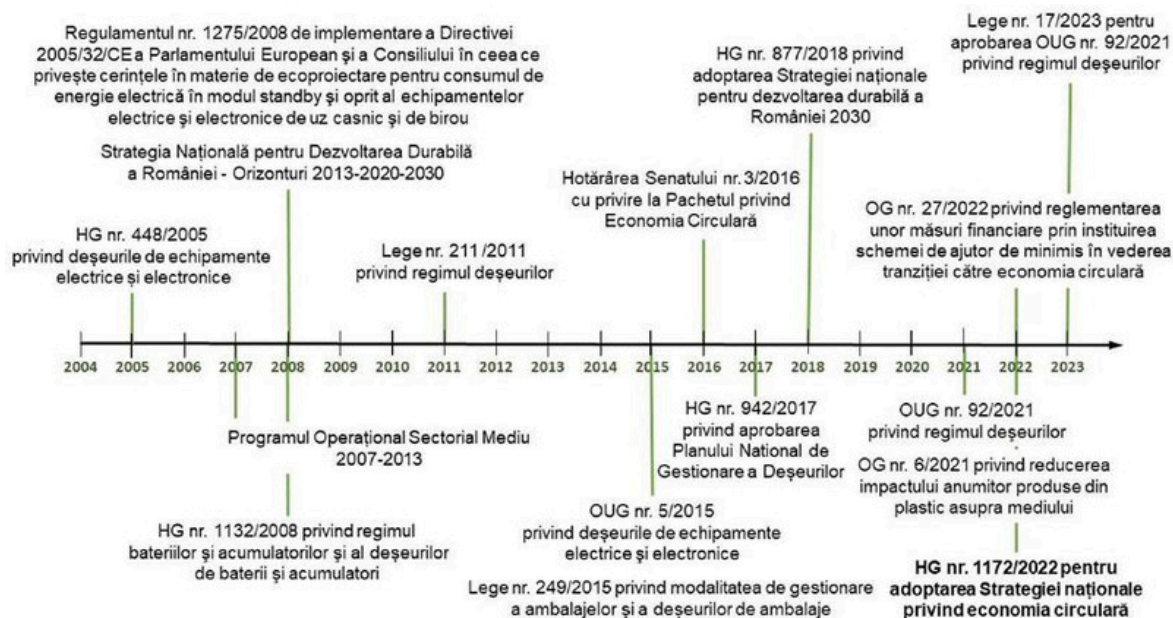 Regulamentul nr. 1275/2008 de implementare a Directivei
2005/32/CE a Parlamentului European și a Consiliului în ceea ce
privește cerințele în materie de ecoproiectare pentru consumul de
energie electrică în modul standby și oprit al echipamentelor
electrice și electronice de uz casnic și de birou
Strategia Națională pentru Dezvoltarea Durabilă
a României - Orizonturi 2013-2020-2030
HG nr. 448/2005
privind deșeurile de echipamente
electrice și electronice
Lege nr. 211/2011
privind regimul deșeurilor
Hotărârea Senatului nr. 3/2016
cu privire la Pachetul privind
Economia Circulară
HG nr. 877/2018 privind
adoptarea Strategiei naționale
pentru dezvoltarea durabilă a
României 2030
Lege nr. 17/2023 pentru
aprobarea OUG nr. 92/2021
privind regimul deșeurilor
OG nr. 27/2022 privind reglementarea
unor măsuri financiare prin instituirea
schemei de ajutor de minimis în vederea
tranziției către economia circulară
2004 2005 2006 2007 2008 2009 2010 2011 2012 2013 2014 2015 2016 2017 2018 2019 2020 2021 2022 2023
Programul Operațional Sectorial Mediu
2007-2013
HG nr. 1132/2008 privind regimul
bateriilor și acumulatorilor și al deșeurilor
de baterii și acumulatori
OUG nr. 5/2015
privind deșeurile de echipamente
electrice și electronice
Lege nr. 249/2015 privind modalitatea de gestionare
a ambalajelor și a deșeurilor de ambalaje
HG nr. 942/2017
privind aprobarea
Planului National de
Gestionare a Deșeurilor
OUG nr. 92/2021
privind regimul deșeurilor
OG nr. 6/2021 privind reducerea
impactului anumitor produse din
plastic asupra mediului
HG nr. 1172/2022 pentru
adoptarea Strategiei naționale
privind economia circulară